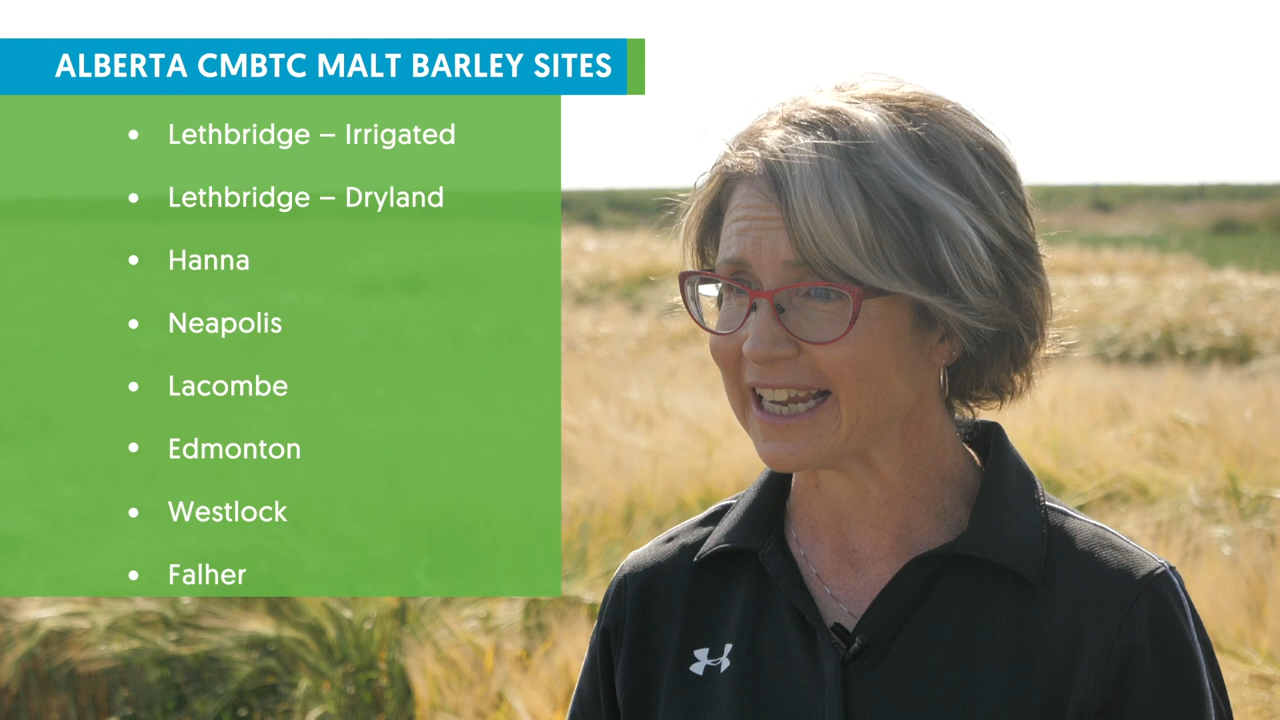 ALBERTA CMBTC MALT BARLEY SITES
• Lethbridge – Irrigated
• Lethbridge – Dryland
• Hanna
• Neapolis
• Lacombe
• Edmonton
• Westlock
• Falher